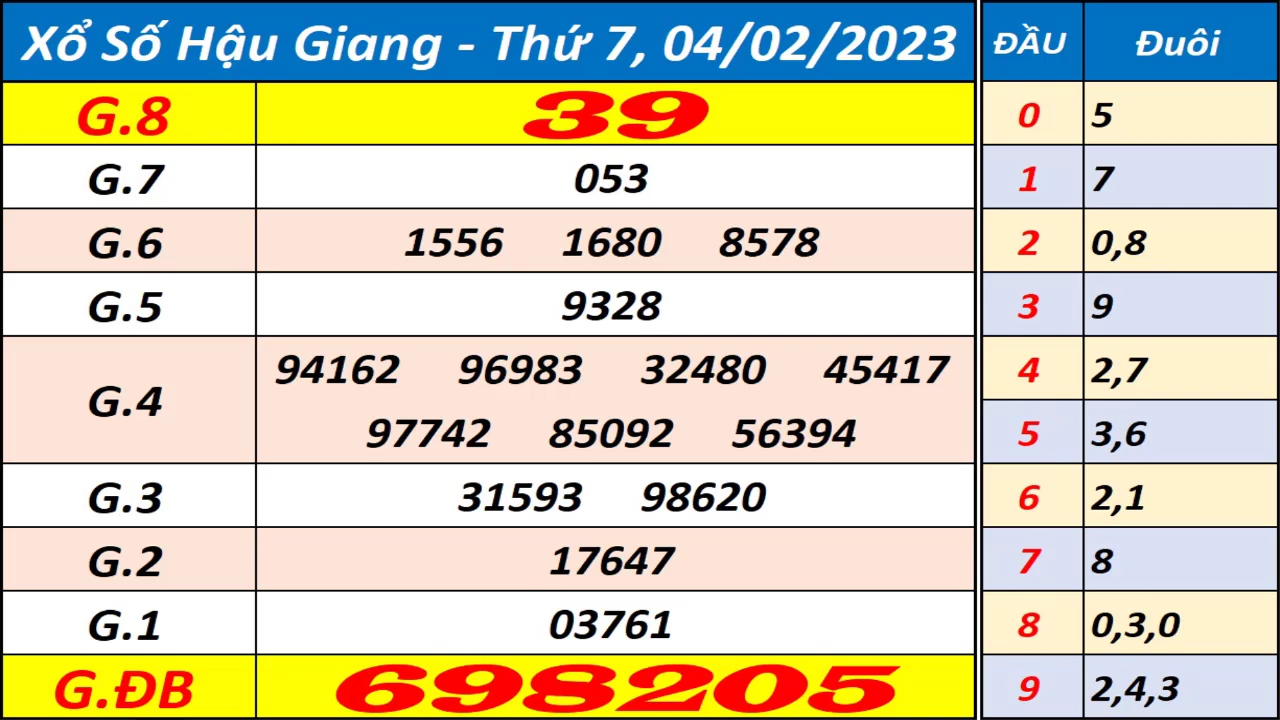 Xổ Số Hậu Giang - Thứ 7, 04/02/2023 ĐẦU Đuôi
G.8 39 0 5
G.7 053 1 7
G.6 1556 1680 8578 2 0,8
G.5 9328 3 9
94162 96983 32480 45417 4 2,7
G.4
97742 85092 56394 5 3,6
G.3 31593 98620 6 2,1
G.2 17647 7 8
G.1 03761 8 0,3,0
G.ĐB 698205 9 2,4,3